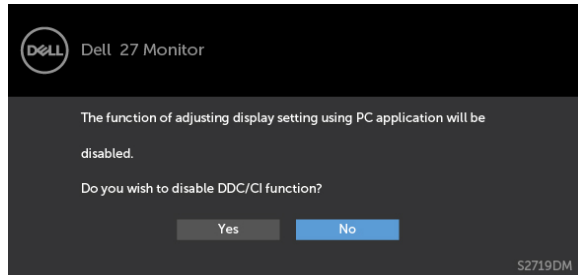 DELL
Dell 27 Monitor
The function of adjusting display setting using PC application will be
disabled.
Do you wish to disable DDC/CI function?
Yes No
S2719DM